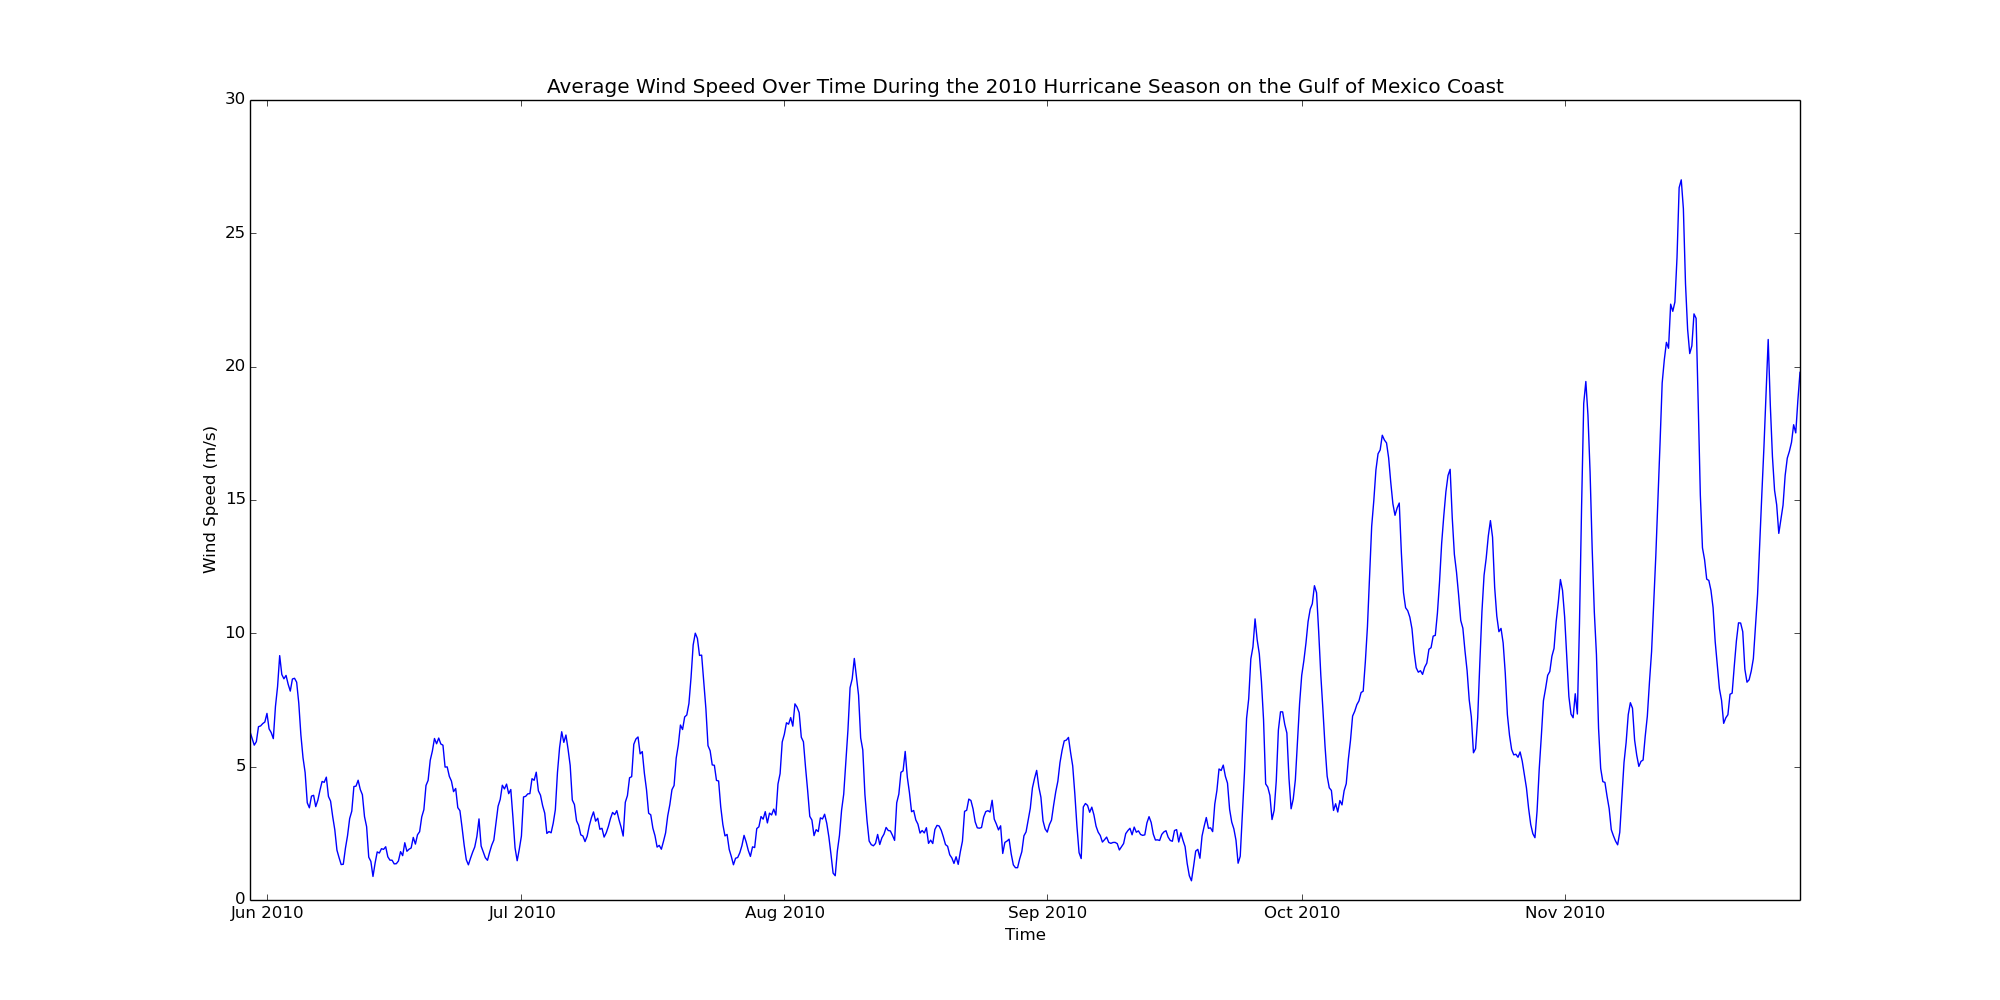 Average Wind Speed Over Time During the 2010 Hurricane Season on the Gulf of Mexico Coast
30
25
20
15
10
5
0
Wind Speed (m/s)
Jun 2010 Jul 2010 Aug 2010 Sep 2010 Oct 2010 Nov 2010
Time